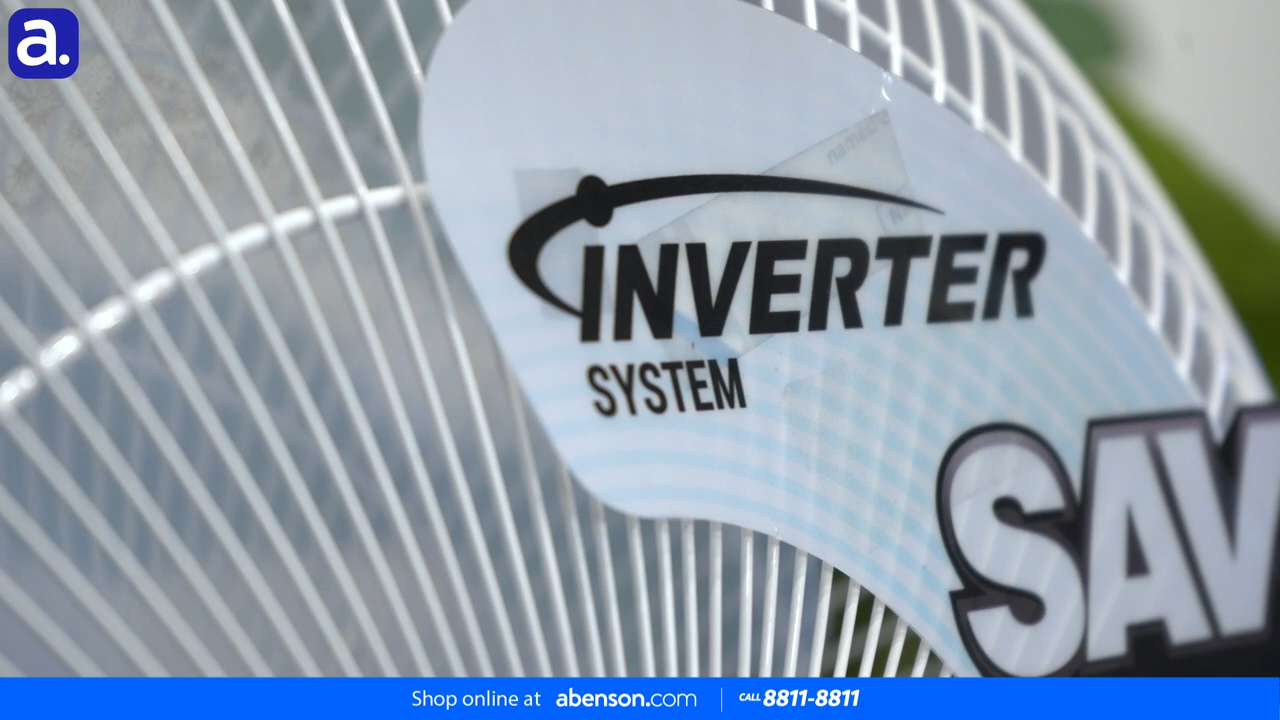 a.
INVERTER
SYSTEM
SAV
Shop online at abenson.com
CALL 8811-8811